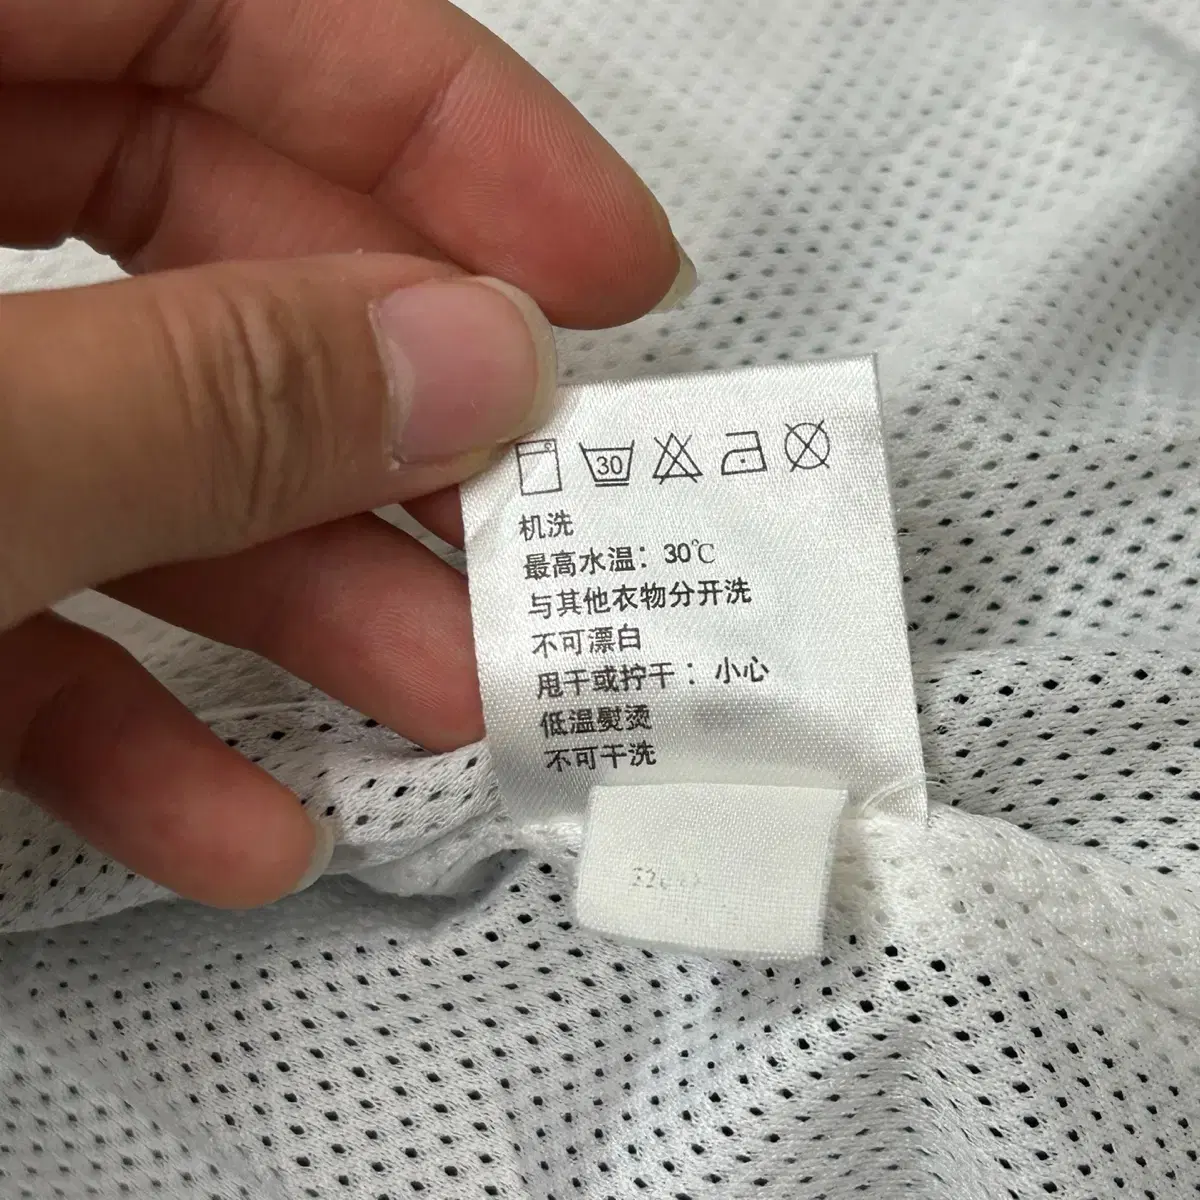 30
机洗
最高水温：30℃
与其他衣物分开洗
不可漂白
甩干或拧干：小心
低温熨烫
不可干洗